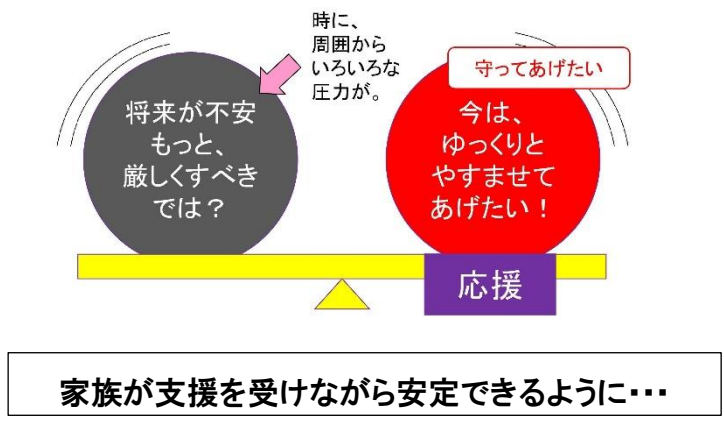 時に、
周囲から
いろいろな
圧力が。
将来が不安
もっと、
厳しくすべき
では？
守ってあげたい
今は、
ゆっくりと
やすませて
あげたい！
応援
家族が支援を受けながら安定できるように・・・